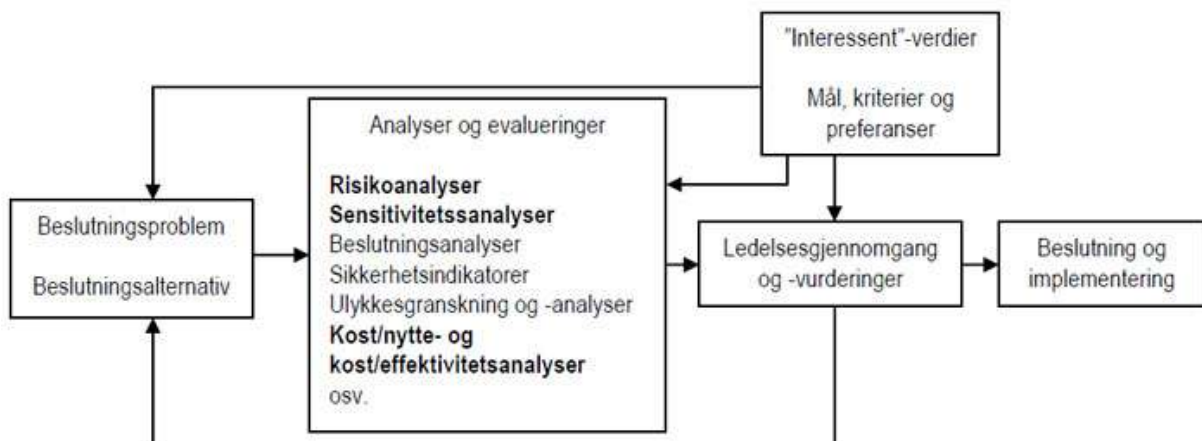 "Interessent"-verdier
Mål, kriterier og
preferanser
Analyser og evalueringer
Risikoanalyser
Sensitivitetssanalyser
Beslutningsanalyser
Sikkerhetsindikatorer
Ulykkesgranskning og -analyser
Kost/nytte- og
kost/effektivitetsanalyser
osv.
Beslutningsproblem
Beslutningsalternativ
Ledelsesgjennomgang
og -vurderinger
Beslutning og
implementering